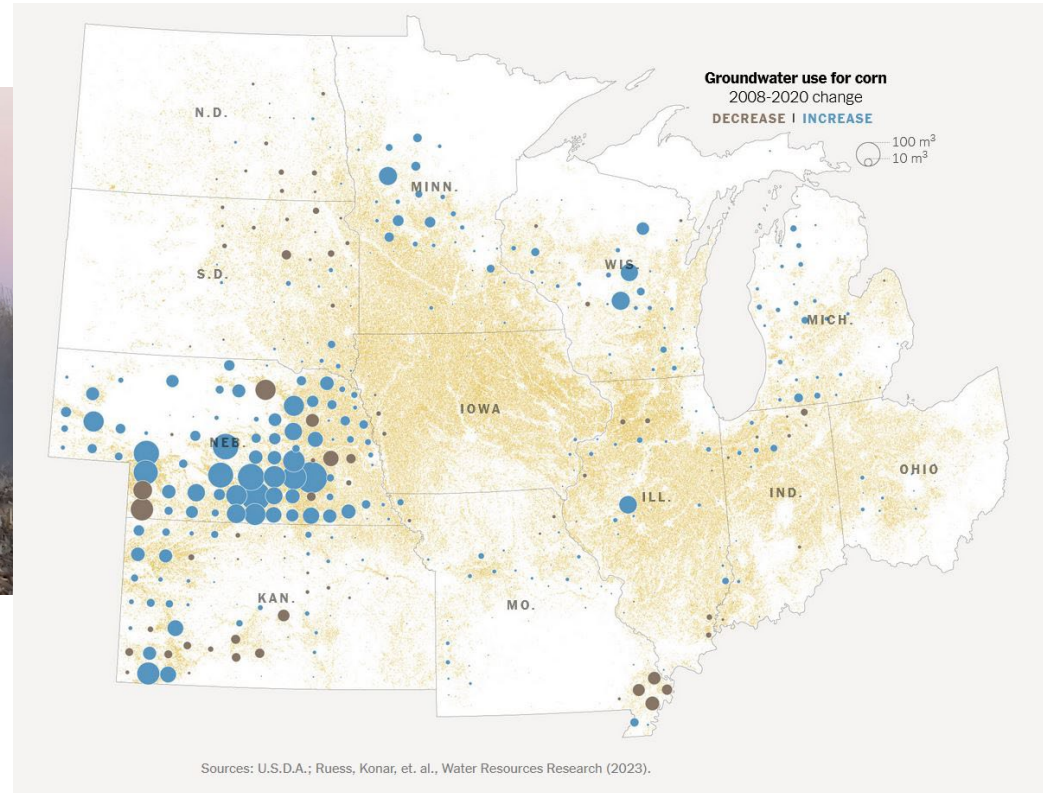 Groundwater use for corn
2008-2020 change
DECREASE | INCREASE
100 m³
10 m³
N.D.
MINN.
S.D.
WIS.
MICH.
IOWA
NEB.
OHIO
ILL.
IND.
KAN.
MO.
Sources: U.S.D.A.; Ruess, Konar, et. al., Water Resources Research (2023).